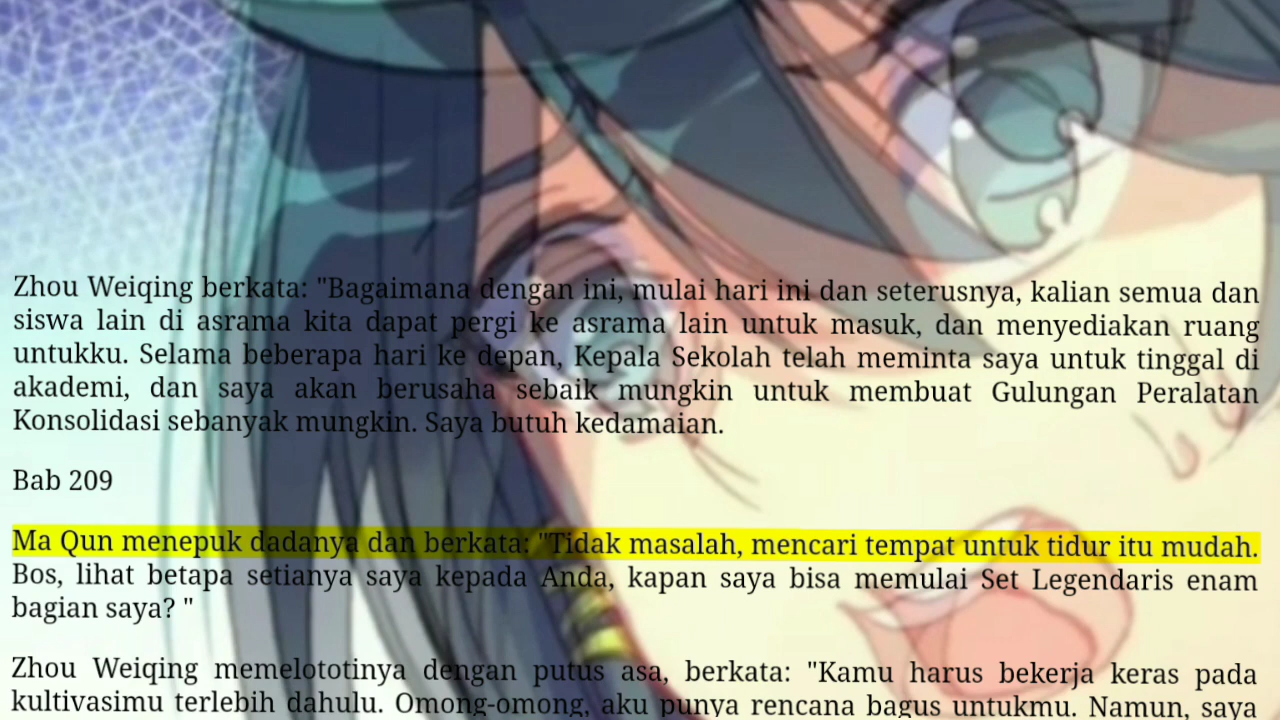 Zhou Weiqing berkata: "Bagaimana dengan ini, mulai hari ini dan seterusnya, kalian semua dan
siswa lain di asrama kita dapat pergi ke asrama lain untuk masuk, dan menyediakan ruang
untukku. Selama beberapa hari ke depan, Kepala Sekolah telah meminta saya untuk tinggal di
akademi, dan saya akan berusaha sebaik mungkin untuk membuat Gulungan Peralatan
Konsolidasi sebanyak mungkin. Saya butuh kedamaian.
Bab 209
Ma Qun menepuk dadanya dan berkata: "Tidak masalah, mencari tempat untuk tidur itu mudah.
Bos, lihat betapa setianya saya kepada Anda, kapan saya bisa memulai Set Legendaris enam
bagian saya? "
Zhou Weiqing memelototinya dengan putus asa, berkata: "Kamu harus bekerja keras pada
kultivasimu terlebih dahulu. Omong-omong, aku punya rencana bagus untukmu. Namun, saya